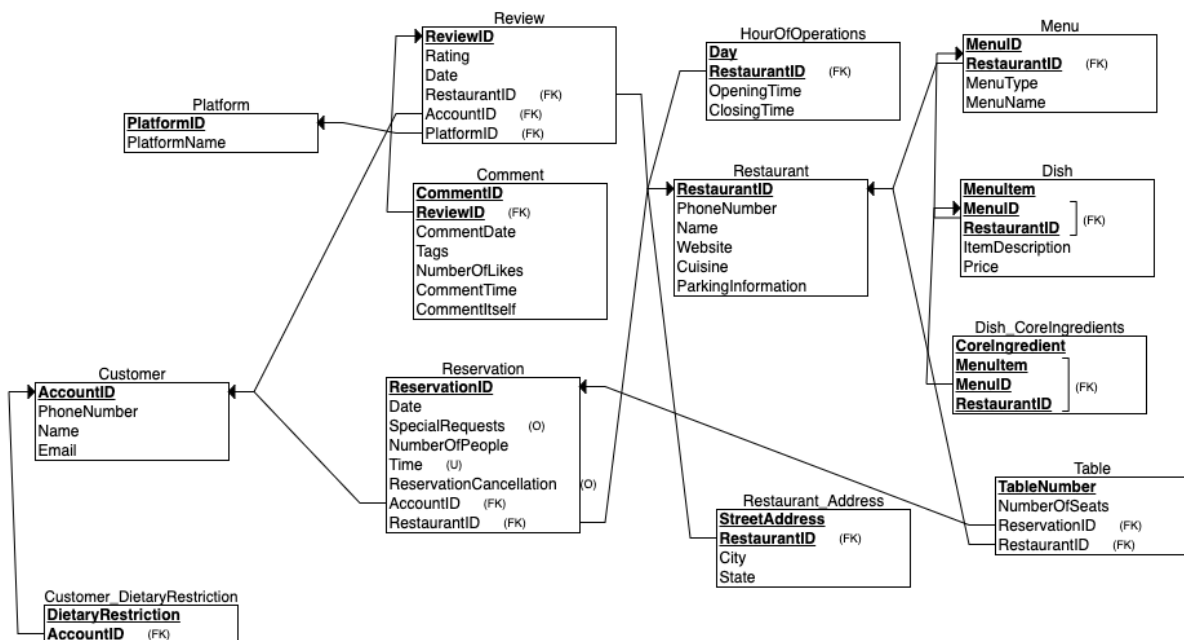 Review
ReviewID
Rating
Date
RestaurantID (FK)
AccountID (FK)
PlatformID (FK)
HourOfOperations
Day
RestaurantID (FK)
OpeningTime
ClosingTime
Menu
MenuID
RestaurantID (FK)
MenuType
MenuName
Platform
PlatformID
PlatformName
Comment
CommentID
ReviewID (FK)
CommentDate
Tags
NumberOfLikes
CommentTime
CommentItself
Restaurant
RestaurantID
PhoneNumber
Name
Website
Cuisine
ParkingInformation
Dish
MenuItem
MenuID
RestaurantID
(FK)
ItemDescription
Price
Dish_CoreIngredients
CoreIngredient
MenuItem
MenuID
RestaurantID
(FK)
Customer
AccountID
PhoneNumber
Name
Email
Reservation
ReservationID
Date
SpecialRequests (O)
NumberOfPeople
Time (U)
ReservationCancellation (O)
AccountID (FK)
RestaurantID (FK)
Restaurant_Address
StreetAddress
RestaurantID (FK)
City
State
Table
TableNumber
NumberOfSeats
ReservationID (FK)
RestaurantID (FK)
Customer_DietaryRestriction
DietaryRestriction
AccountID (FK)